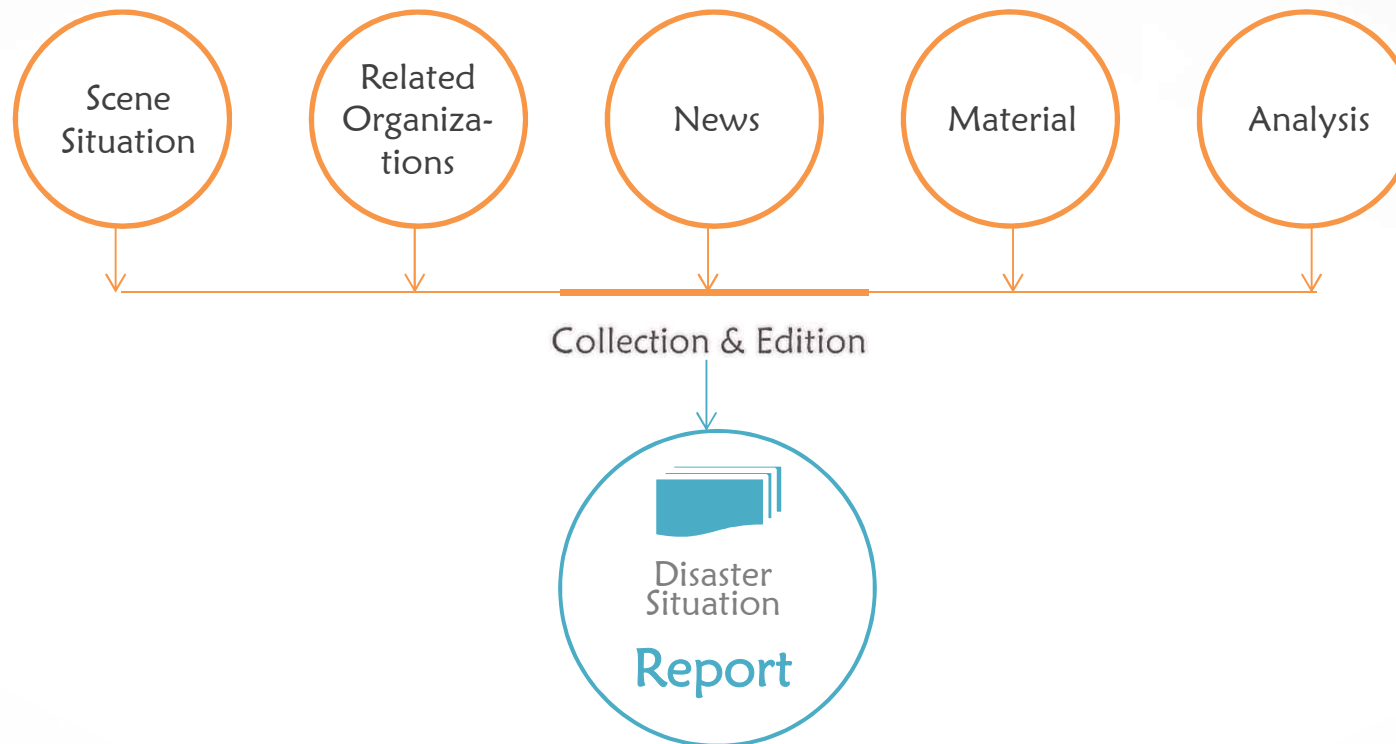 Scene
Situation
Related
Organiza-
tions
News
Material
Analysis
Collection & Edition
Disaster
Situation
Report